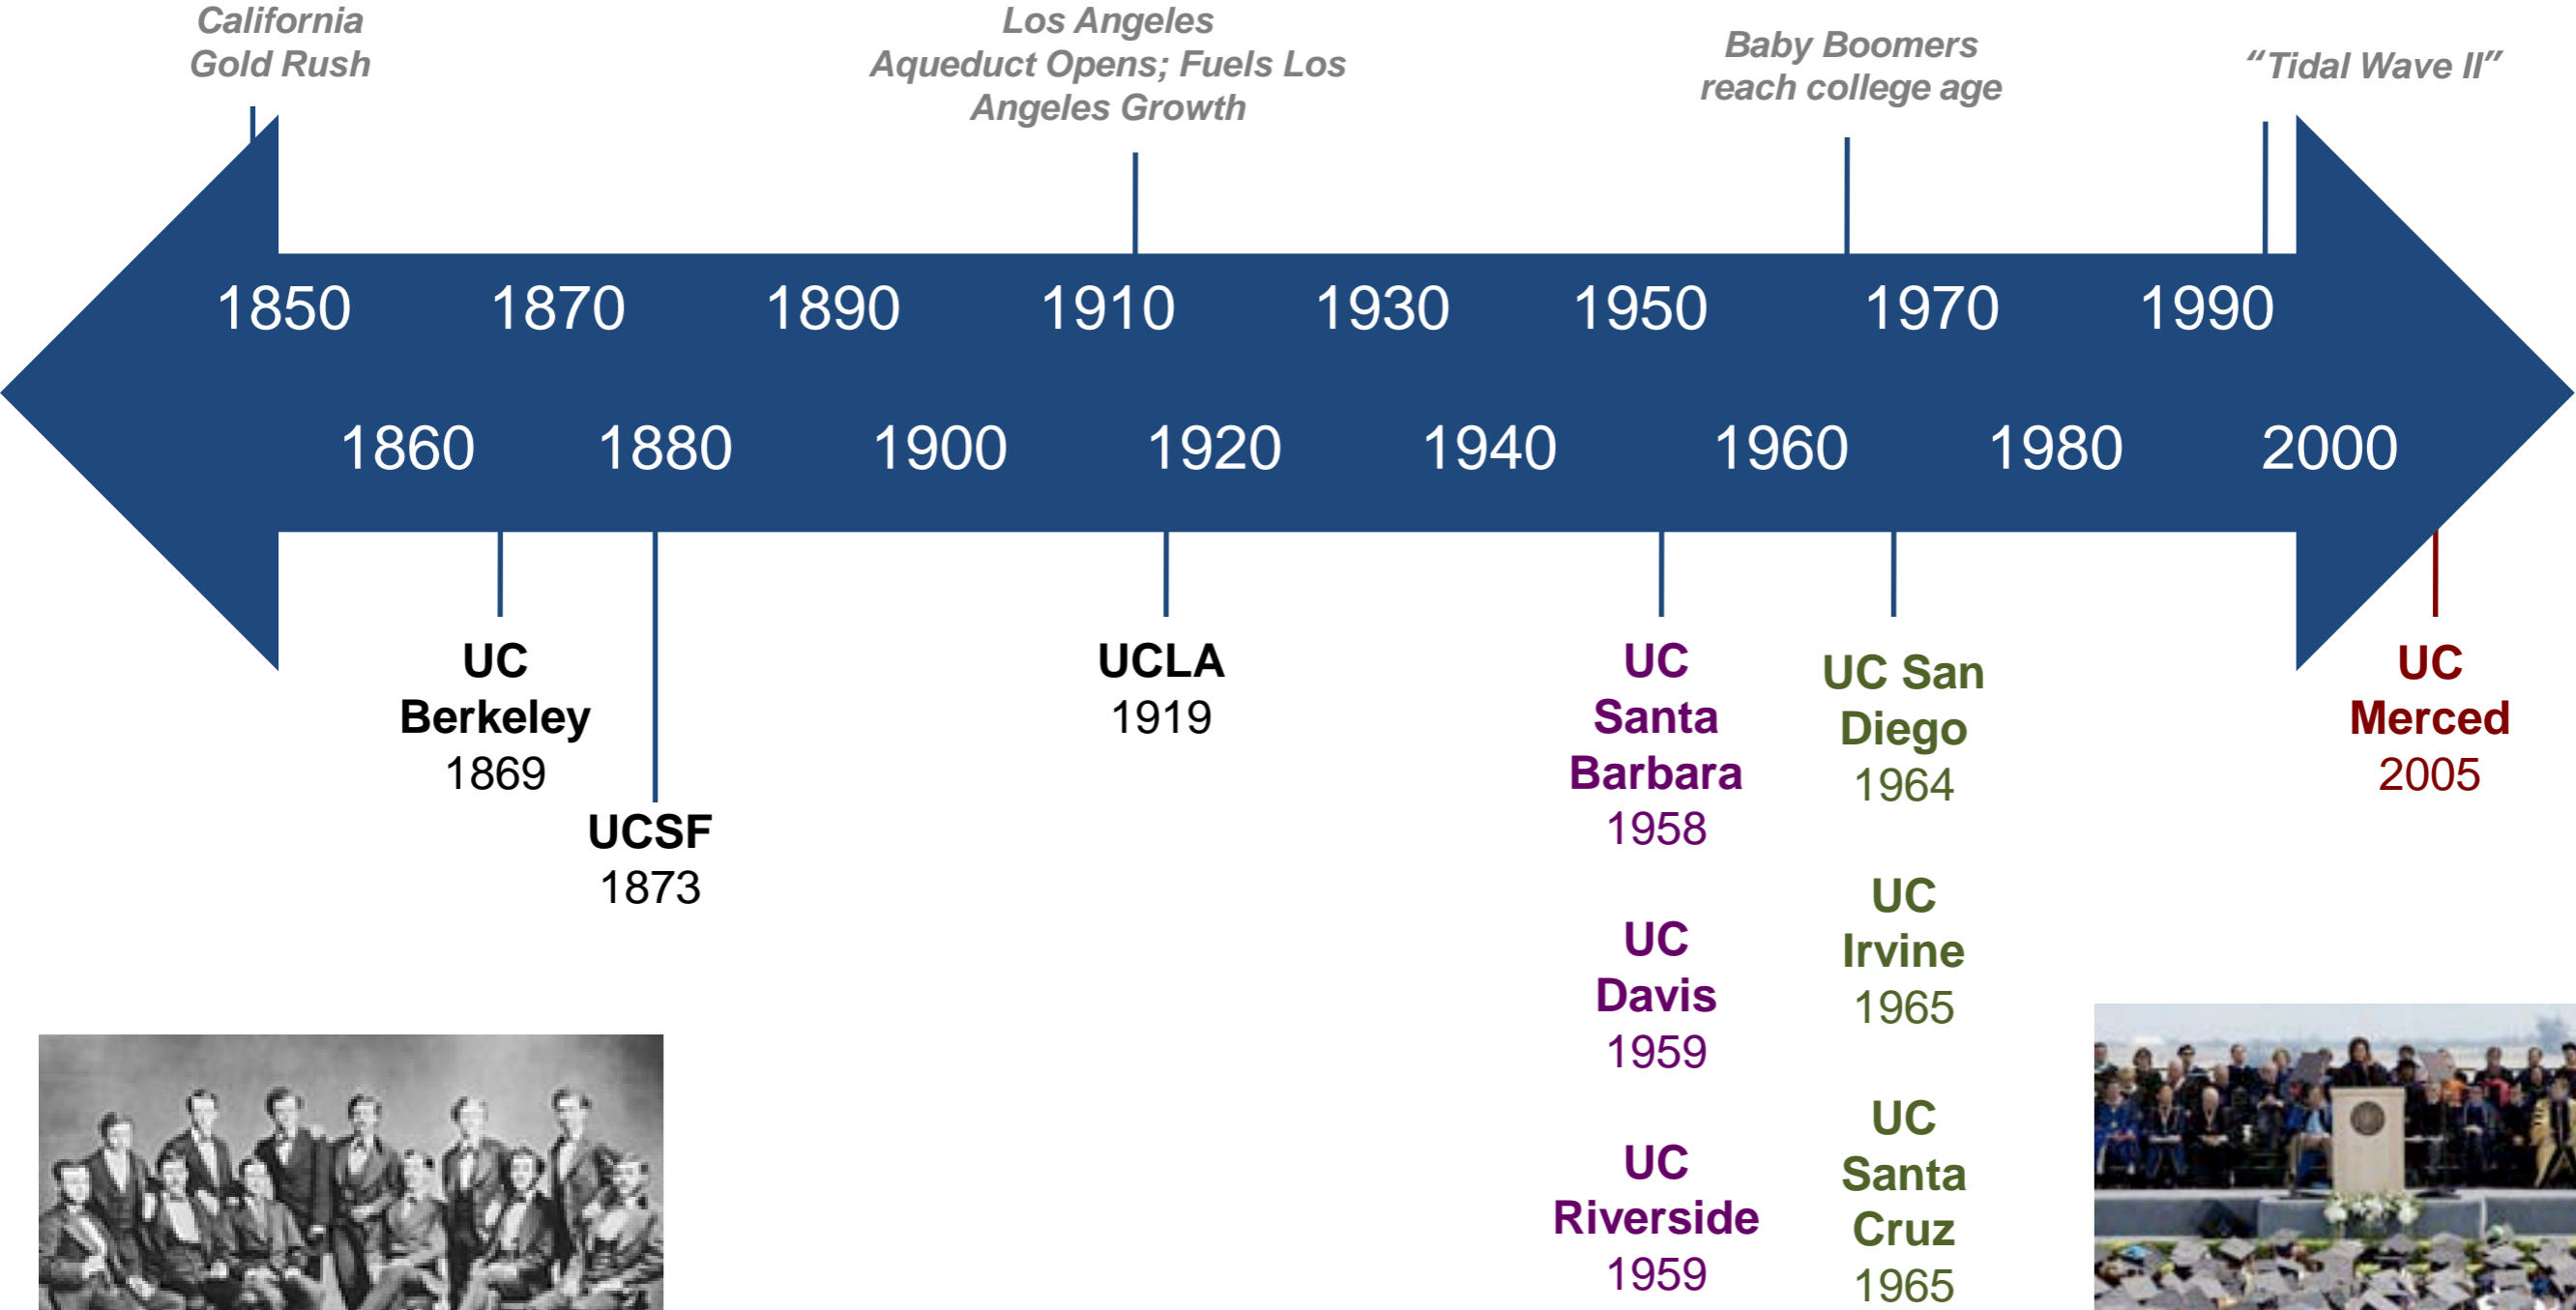 California
Gold Rush
Los Angeles
Aqueduct Opens; Fuels Los
Angeles Growth
Baby Boomers
reach college age
“Tidal Wave II”
1850 1870 1890 1910 1930 1950 1970 1990
1860 1880 1900 1920 1940 1960 1980 2000
UC
Berkeley
1869
UCSF
1873
UCLA
1919
UC
Santa
Barbara
1958
UC
Davis
1959
UC
Riverside
1959
UC San
Diego
1964
UC
Irvine
1965
UC
Santa
Cruz
1965
UC
Merced
2005